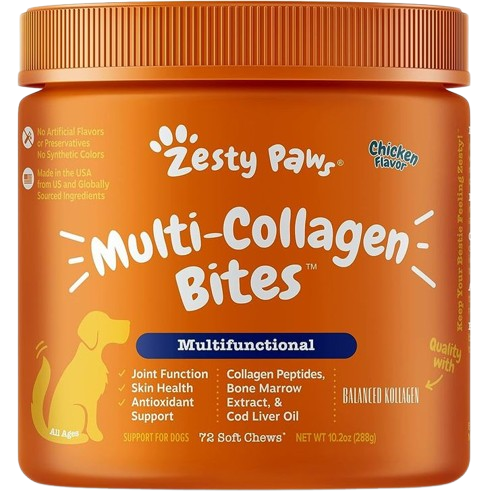 No Artificial Flavors
or Preservatives
No Synthetic Colors
Made in the USA
from US and Globally
Sourced Ingredients
Zesty Paws®
Chicken
Flavor
Multi-Collagen
Bites™
Multifunctional
✓ Joint Function
✓ Skin Health
✓ Antioxidant
Support
Collagen Peptides,
Bone Marrow
Extract, &
Cod Liver Oil
Quality
with
BALANCED KOLLAGEN
All Ages
SUPPORT FOR DOGS
72 Soft Chews*
NET WT 10.2oz (288g)
Keep Your Bestie Feeling Zesty!